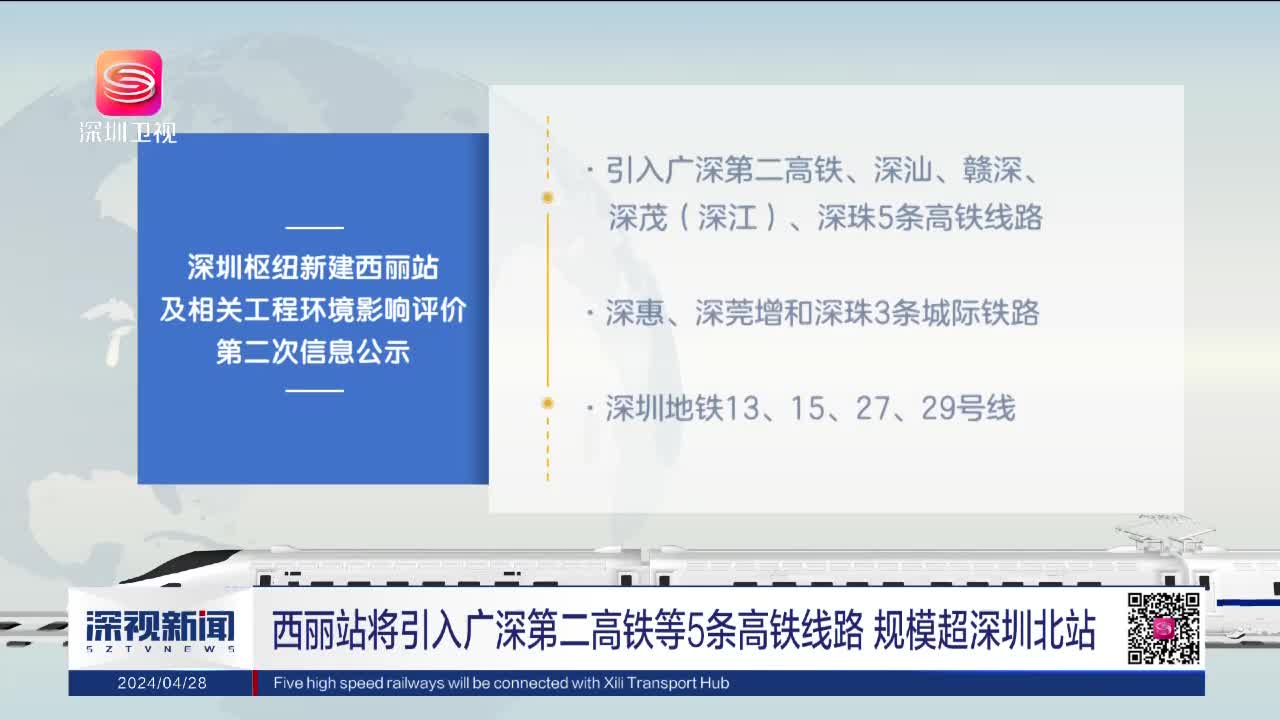 深圳卫视
深圳枢纽新建西丽站
及相关工程环境影响评价
第二次信息公示
· 引入广深第二高铁、深汕、赣深、
深茂（深江）、深珠5条高铁线路
· 深惠、深莞增和深珠3条城际铁路
· 深圳地铁13、15、27、29号线
深视新闻
SZTVNEWS
西丽站将引入广深第二高铁等5条高铁线路 规模超深圳北站
2024/04/28
Five high speed railways will be connected with Xili Transport Hub